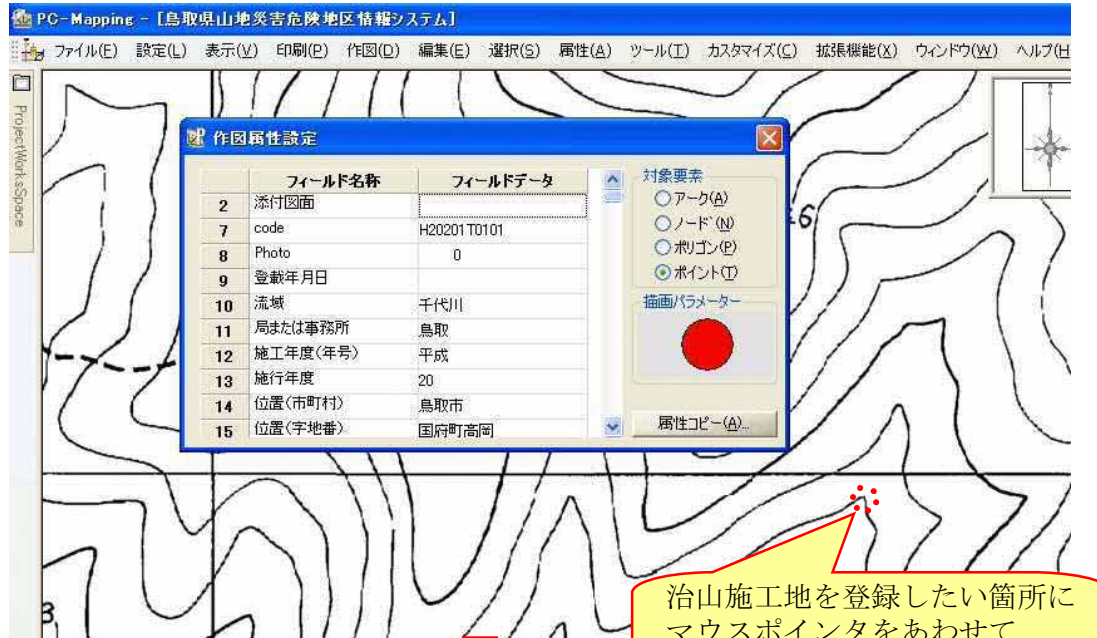 PC-Mapping - [鳥取県山地災害危険地区情報システム]
ファイル(F) 設定(L) 表示(V) 印刷(P) 作図(D) 編集(E) 選択(S) 属性(A) ツール(T) カスタマイズ(C) 拡張機能(X) ウィンドウ(W) ヘルプ(H
ProjectWorksSpace
作図属性設定
フィールド名称 フィールドデータ
2 添付図面
7 code H20201T0101
8 Photo 0
9 登載年月日
10 流域 千代川
11 局または事務所 鳥取
12 施工年度(年号) 平成
13 施行年度 20
14 位置(市町村) 鳥取市
15 位置(字地番) 国府町高岡
対象要素
アーク(A)
ノード(N)
ポリゴン(P)
ポイント(T)
描画パラメーター
属性コピー(A)...
6
3
治山施工地を登録したい箇所に
マウスポインタをあわせて